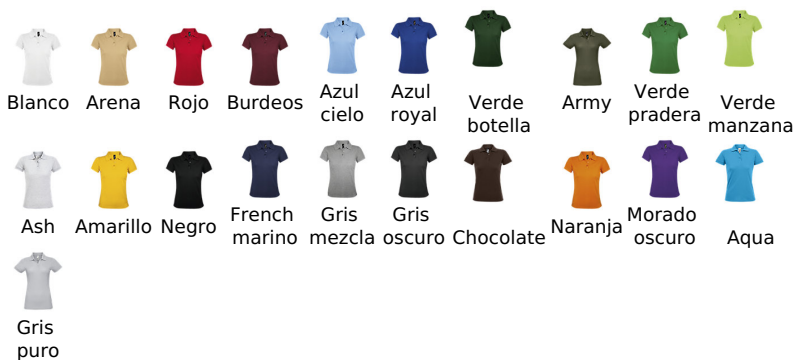 Blanco
Arena
Rojo
Burdeos
Azul
cielo
Azul
royal
Verde
botella
Army
Verde
pradera
Verde
manzana
Ash
Amarillo
Negro
French
marino
Gris
mezcla
Gris
oscuro
Chocolate
Naranja
Morado
oscuro
Aqua
Gris
puro